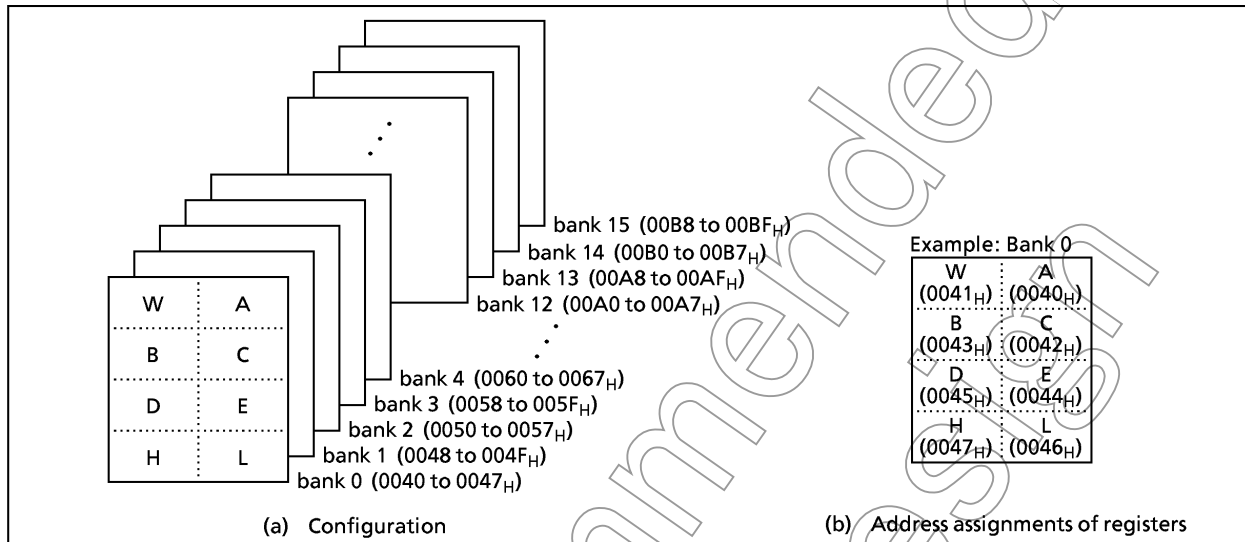 bank 15 (00B8 to 00BFH)
bank 14 (00B0 to 00B7H)
bank 13 (00A8 to 00AFH)
bank 12 (00A0 to 00A7H)
bank 4 (0060 to 0067H)
bank 3 (0058 to 005FH)
bank 2 (0050 to 0057H)
bank 1 (0048 to 004FH)
bank 0 (0040 to 0047H)
W A
B C
D E
H L
(a) Configuration
Example: Bank 0
W A
(0041H) (0040H)
B C
(0043H) (0042H)
D E
(0045H) (0044H)
H L
(0047H) (0046H)
(b) Address assignments of registers